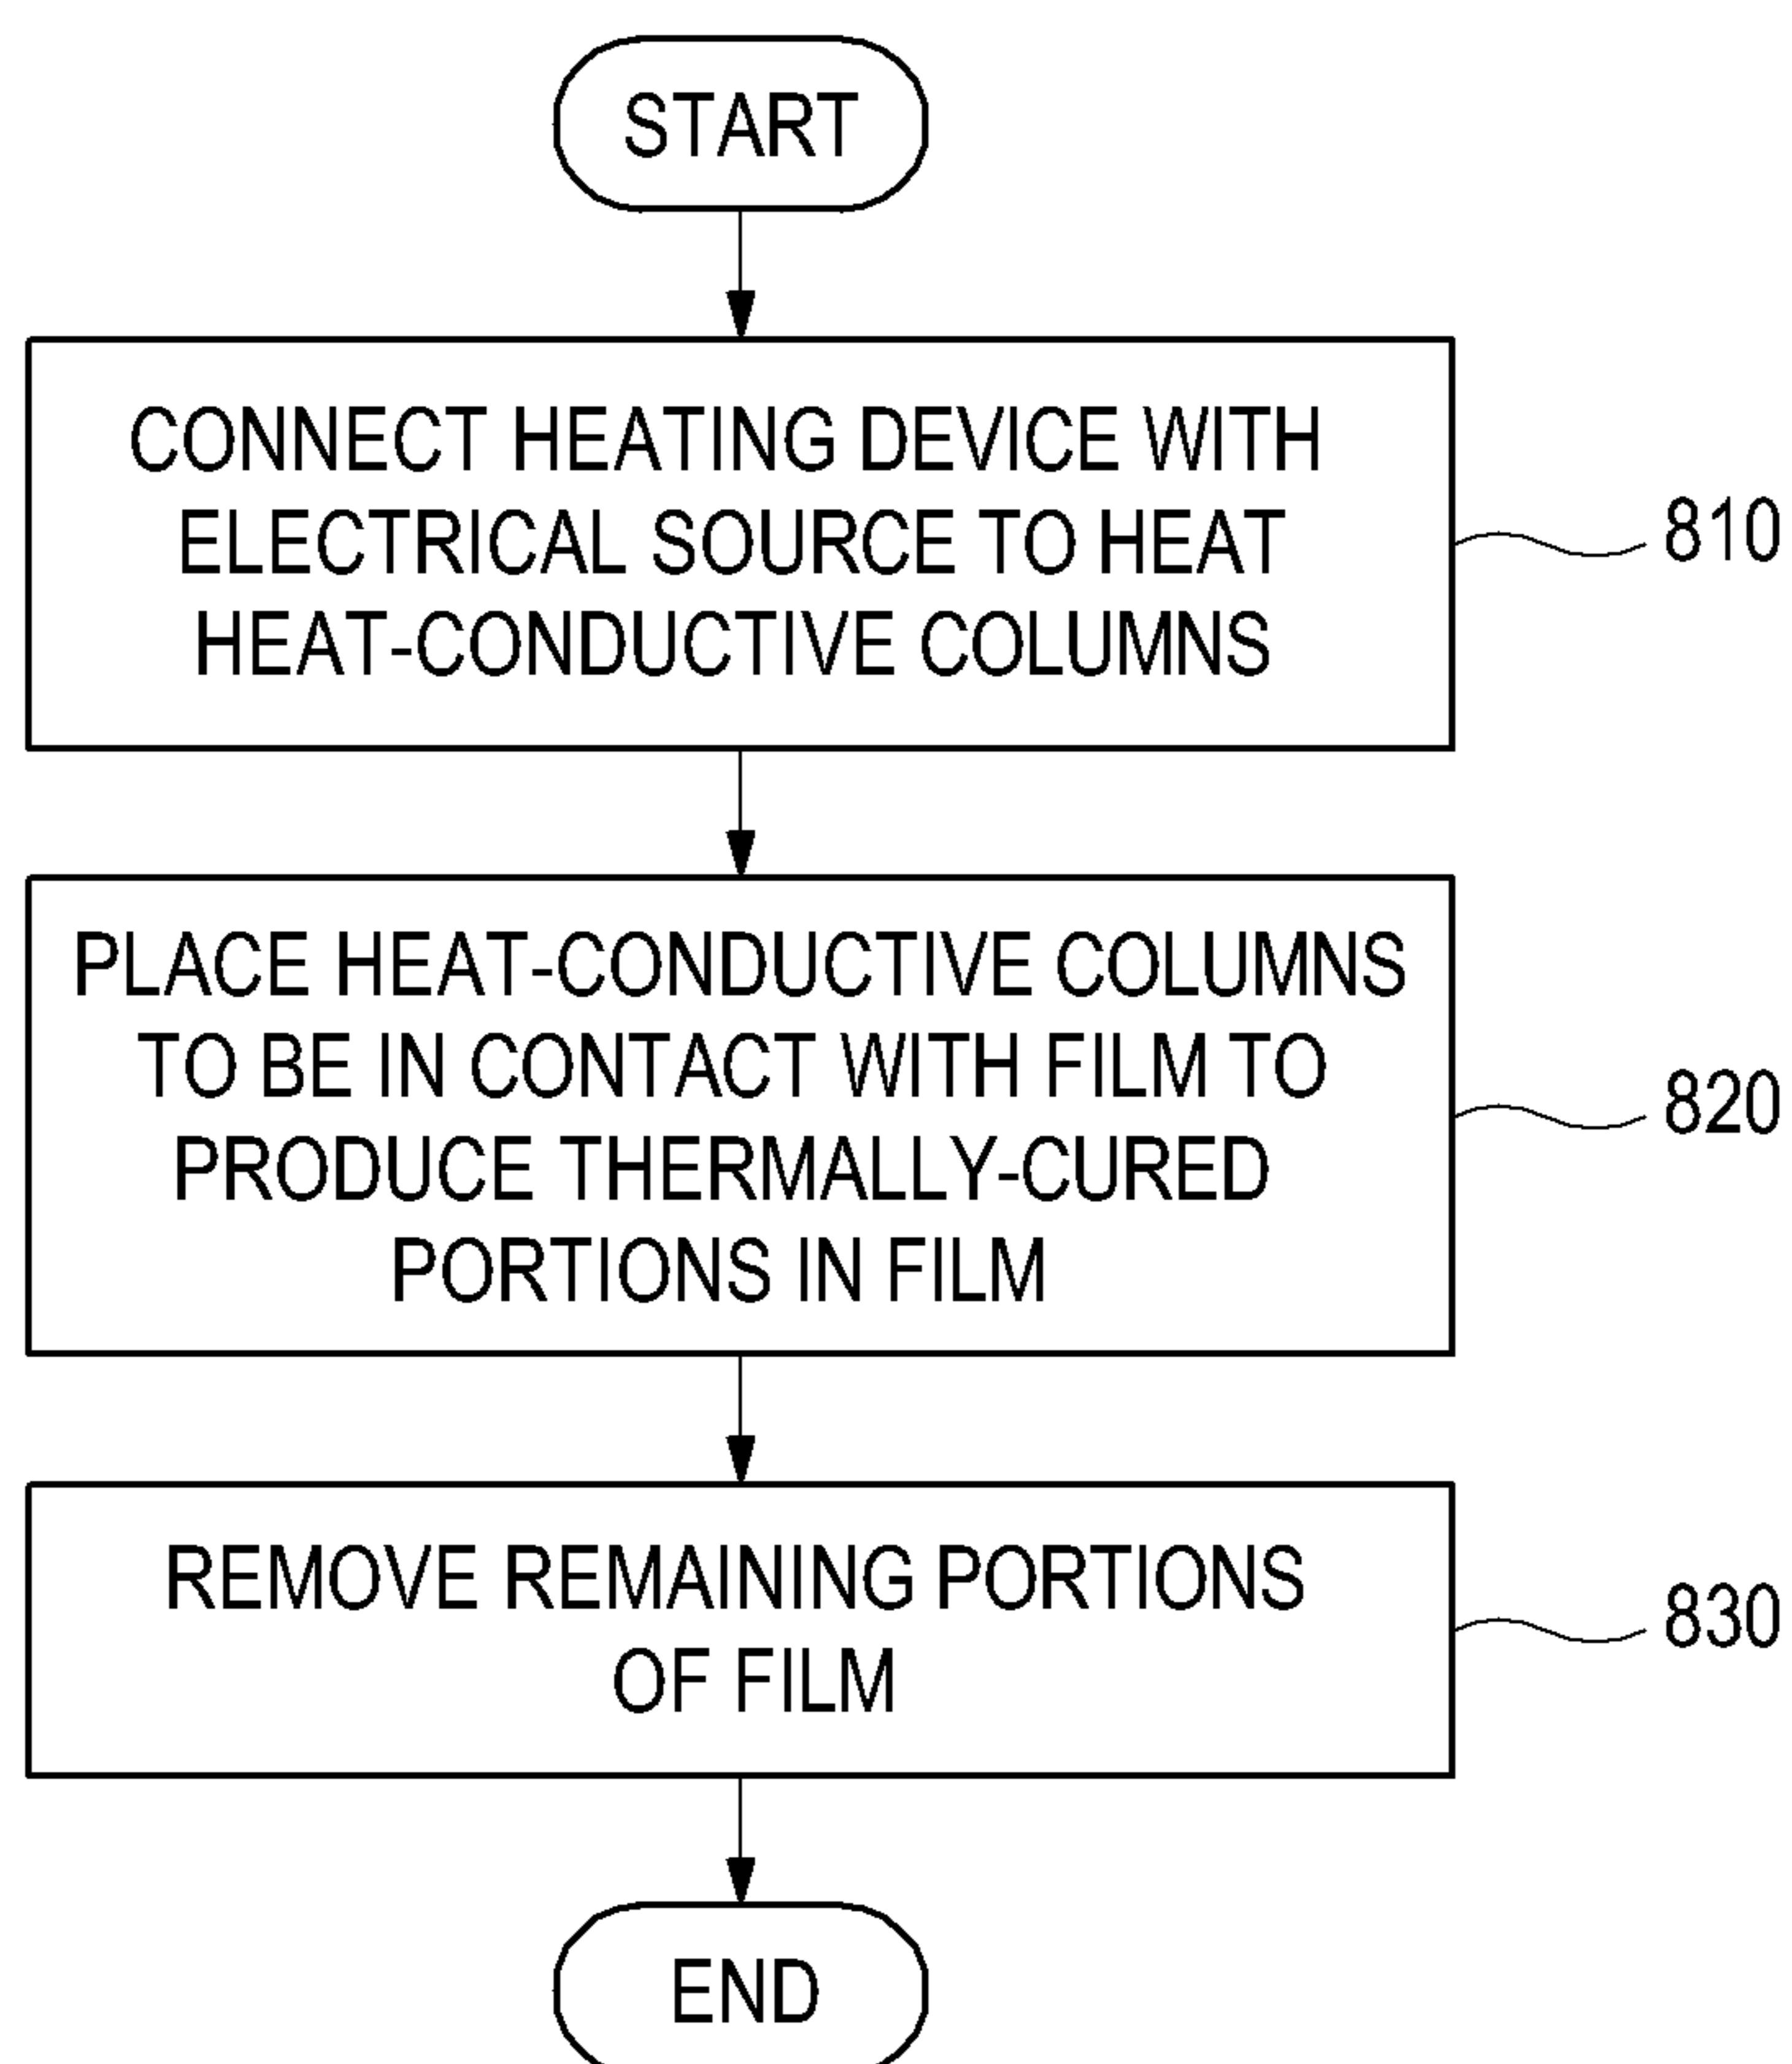 START
CONNECT HEATING DEVICE WITH
ELECTRICAL SOURCE TO HEAT
HEAT-CONDUCTIVE COLUMNS
810
PLACE HEAT-CONDUCTIVE COLUMNS
TO BE IN CONTACT WITH FILM TO
PRODUCE THERMALLY-CURED
PORTIONS IN FILM
820
REMOVE REMAINING PORTIONS
OF FILM
830
END